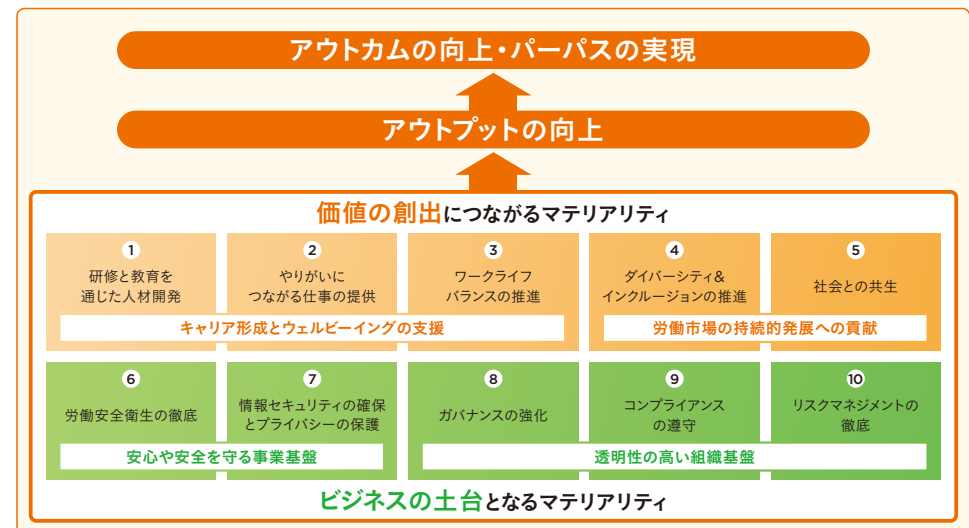 アウトカムの向上・パーパスの実現
アウトプットの向上
価値の創出につながるマテリアリティ
1
研修と教育を
通じた人材開発
2
やりがいに
つながる仕事の提供
3
ワークライフ
バランスの推進
4
ダイバーシティ&
インクルージョンの推進
5
社会との共生
キャリア形成とウェルビーイングの支援
労働市場の持続的発展への貢献
6
労働安全衛生の徹底
7
情報セキュリティの確保
とプライバシーの保護
8
ガバナンスの強化
9
コンプライアンス
の遵守
10
リスクマネジメントの
徹底
安心や安全を守る事業基盤
透明性の高い組織基盤
ビジネスの土台となるマテリアリティ